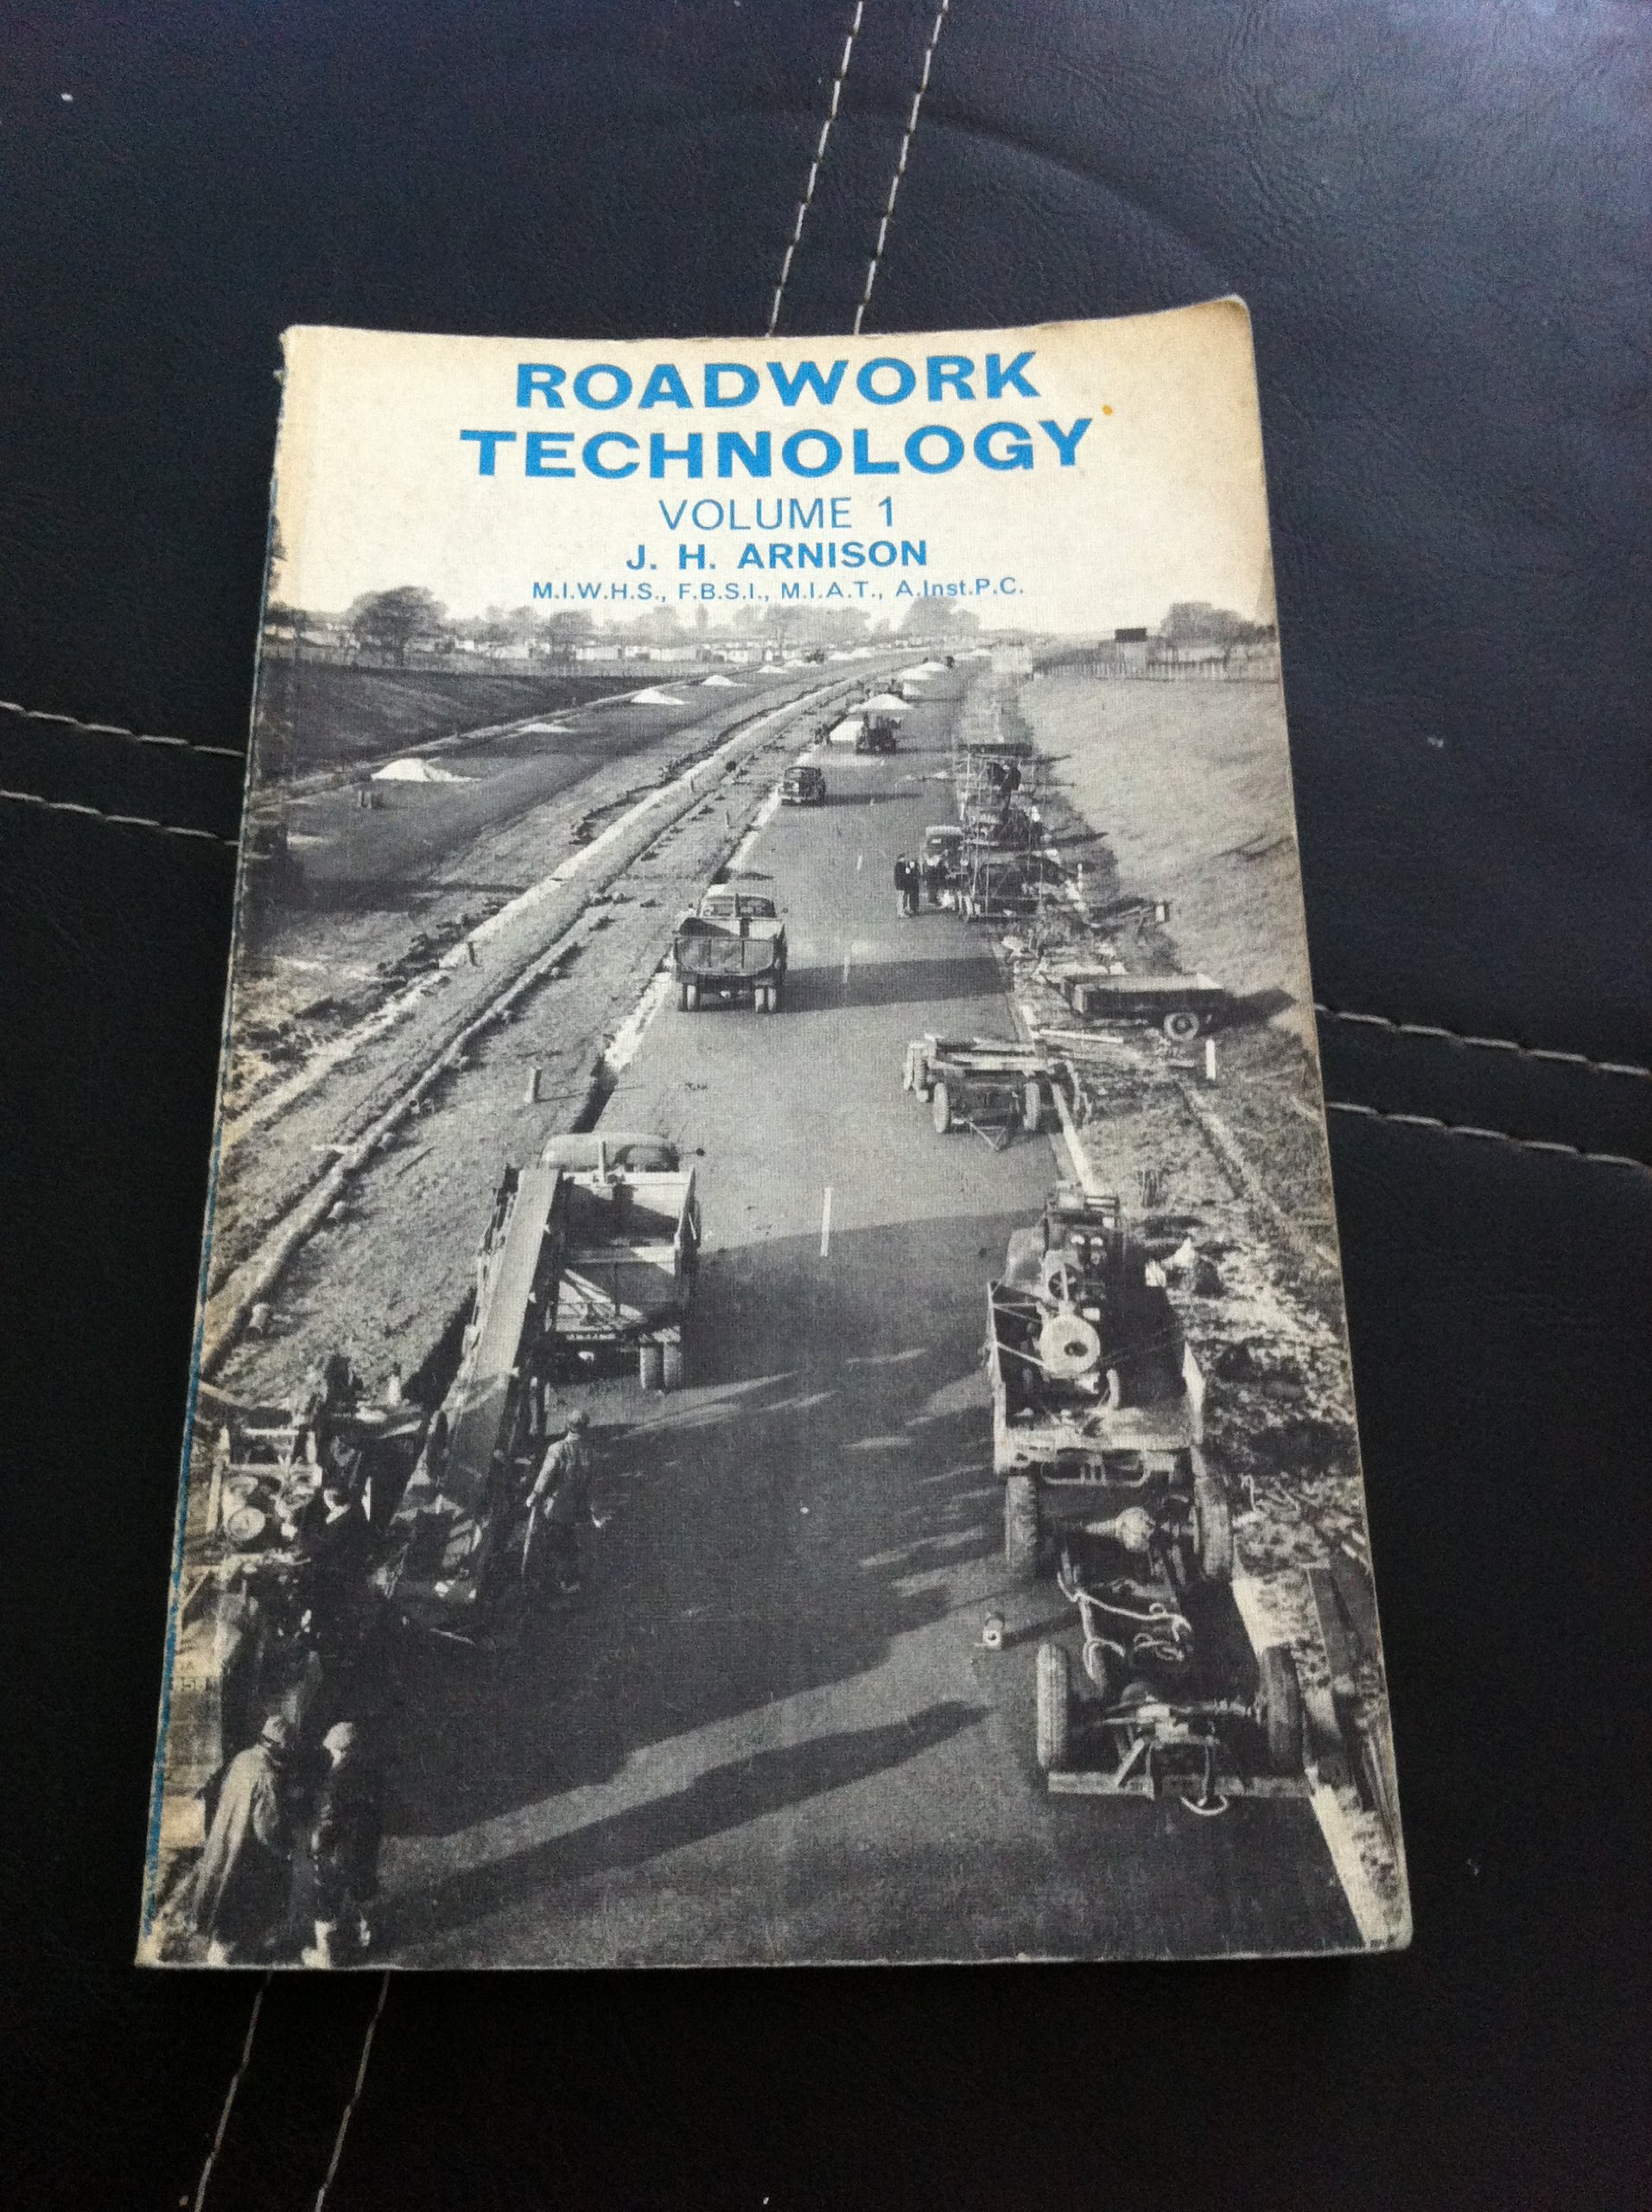 ROADWORK
TECHNOLOGY
VOLUME 1
J. H. ARNISON
M.I.W.H.S., F.B.S.I., M.I.A.T., A.Inst.P.C.